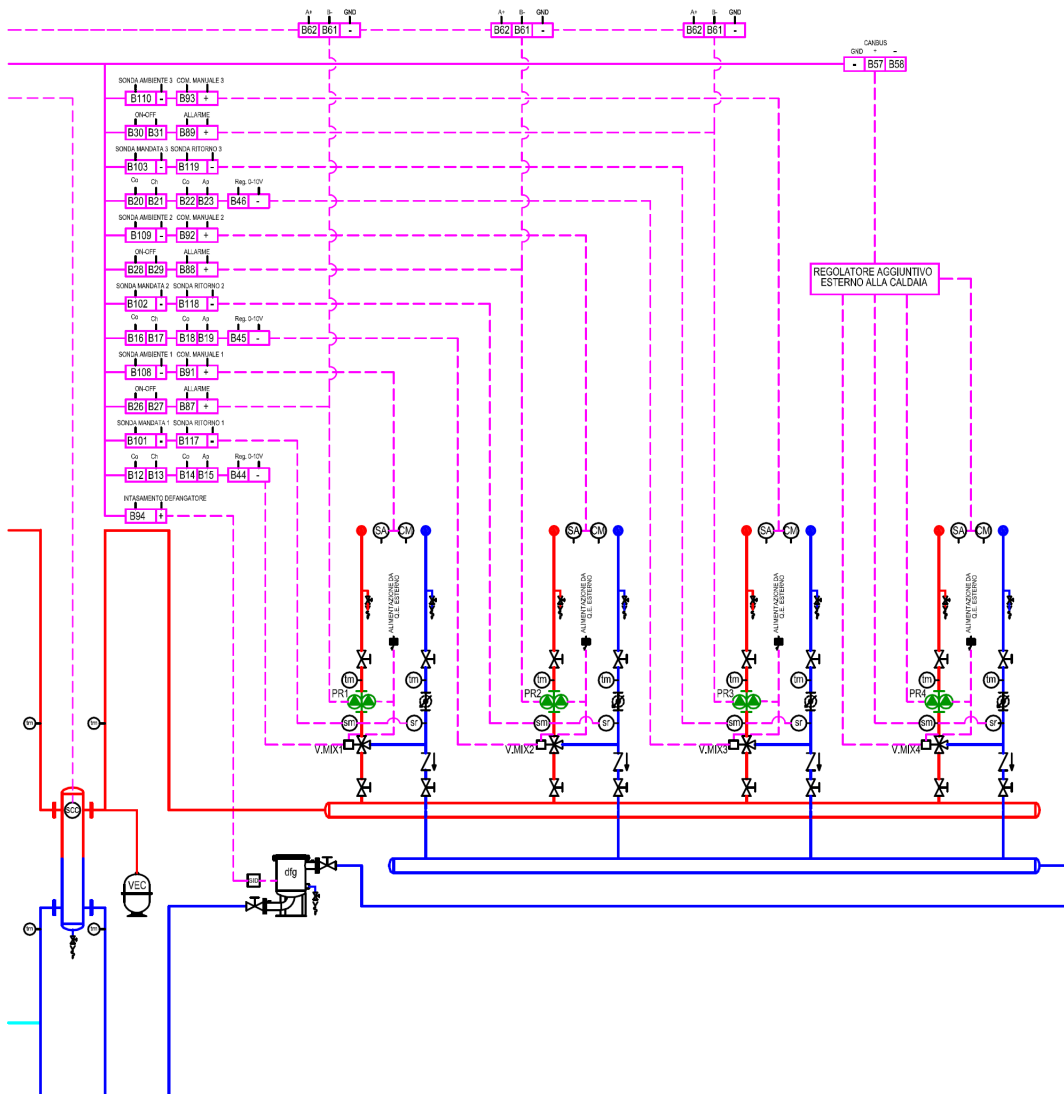 A+ B- GND A+ B- GND A+ B- GND
B62 B61 - B62 B61 - B62 B61 -
CANBUS
GND + -
- B57 B58
SONDA AMBIENTE 3 COM. MANUALE 3
B110 - B93 +
ON-OFF ALLARME
B30 B31 B89 +
SONDA MANDATA 3 SONDA RITORNO 3
B103 - B119 -
Co Ch Co Ap Reg. 0-10V
B20 B21 B22 B23 B46 -
SONDA AMBIENTE 2 COM. MANUALE 2
B109 - B92 +
ON-OFF ALLARME
B28 B29 B88 +
REGOLATORE AGGIUNTIVO
ESTERNO ALLA CALDAIA
SONDA MANDATA 2 SONDA RITORNO 2
B102 - B118 -
Co Ch Co Ap Reg. 0-10V
B16 B17 B18 B19 B45 -
SONDA AMBIENTE 1 COM. MANUALE 1
B108 - B91 +
ON-OFF ALLARME
B26 B27 B87 +
SONDA MANDATA 1 SONDA RITORNO 1
B101 - B117 -
Co Ch Co Ap Reg. 0-10V
B12 B13 B14 B15 B44 -
INTASAMENTO DEFANGATORE
B94 +
SA CM SA CM SA CM SA CM
ALIMENTAZIONE DA
Q.E. ESTERNO
ALIMENTAZIONE DA
Q.E. ESTERNO
ALIMENTAZIONE DA
Q.E. ESTERNO
ALIMENTAZIONE DA
Q.E. ESTERNO
tm tm tm tm tm tm tm tm
PR1 PR2 PR3 PR4
tm tm sm sr sm sr sm sr sm sr
V.MIX1 V.MIX2 V.MIX3 V.MIX4
SCC
dfg
SID
VEC
tm tm